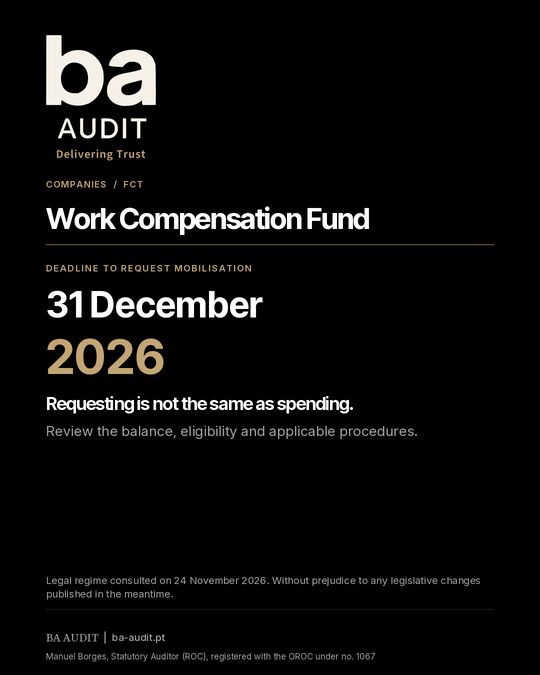 ba
AUDIT
Delivering Trust
COMPANIES / FCT
Work Compensation Fund
DEADLINE TO REQUEST MOBILISATION
31 December
2026
Requesting is not the same as spending.
Review the balance, eligibility and applicable procedures.
Legal regime consulted on 24 November 2026. Without prejudice to any legislative changes
published in the meantime.
BA AUDIT | ba-audit.pt
Manuel Borges, Statutory Auditor (ROC), registered with the OROC under no. 1067